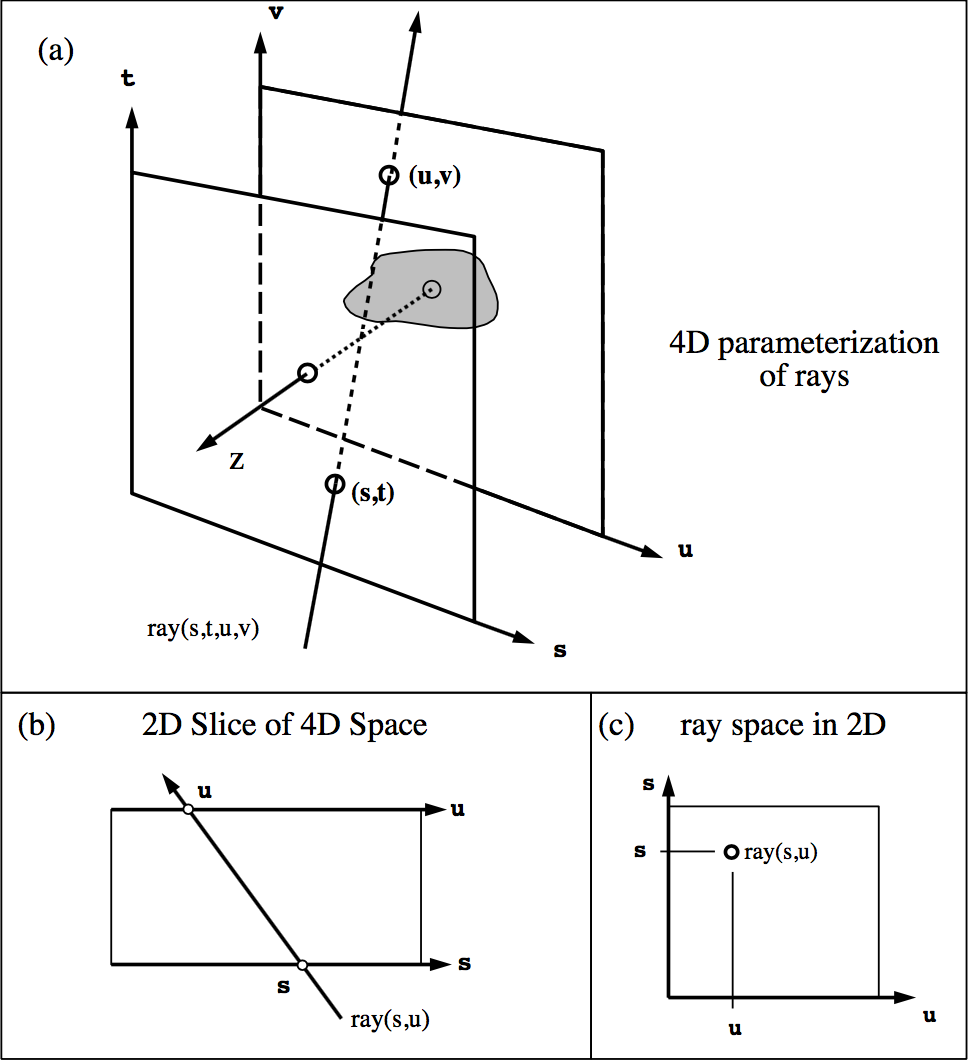 (a)
v
t
(u,v)
4D parameterization
of rays
z
(s,t)
u
ray(s,t,u,v)
s
(b) 2D Slice of 4D Space
u
u
s
s
ray(s,u)
(c) ray space in 2D
s
s
ray(s,u)
u
u